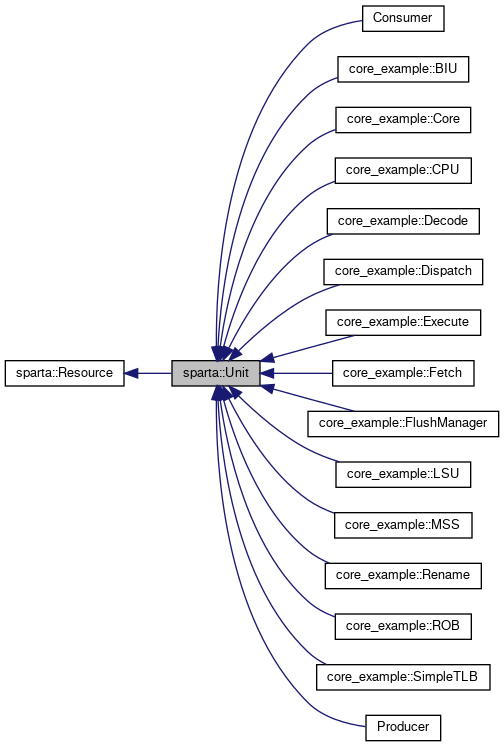 Consumer
core_example::BIU
core_example::Core
core_example::CPU
core_example::Decode
core_example::Dispatch
core_example::Execute
sparta::Resource
sparta::Unit
core_example::Fetch
core_example::FlushManager
core_example::LSU
core_example::MSS
core_example::Rename
core_example::ROB
core_example::SimpleTLB
Producer